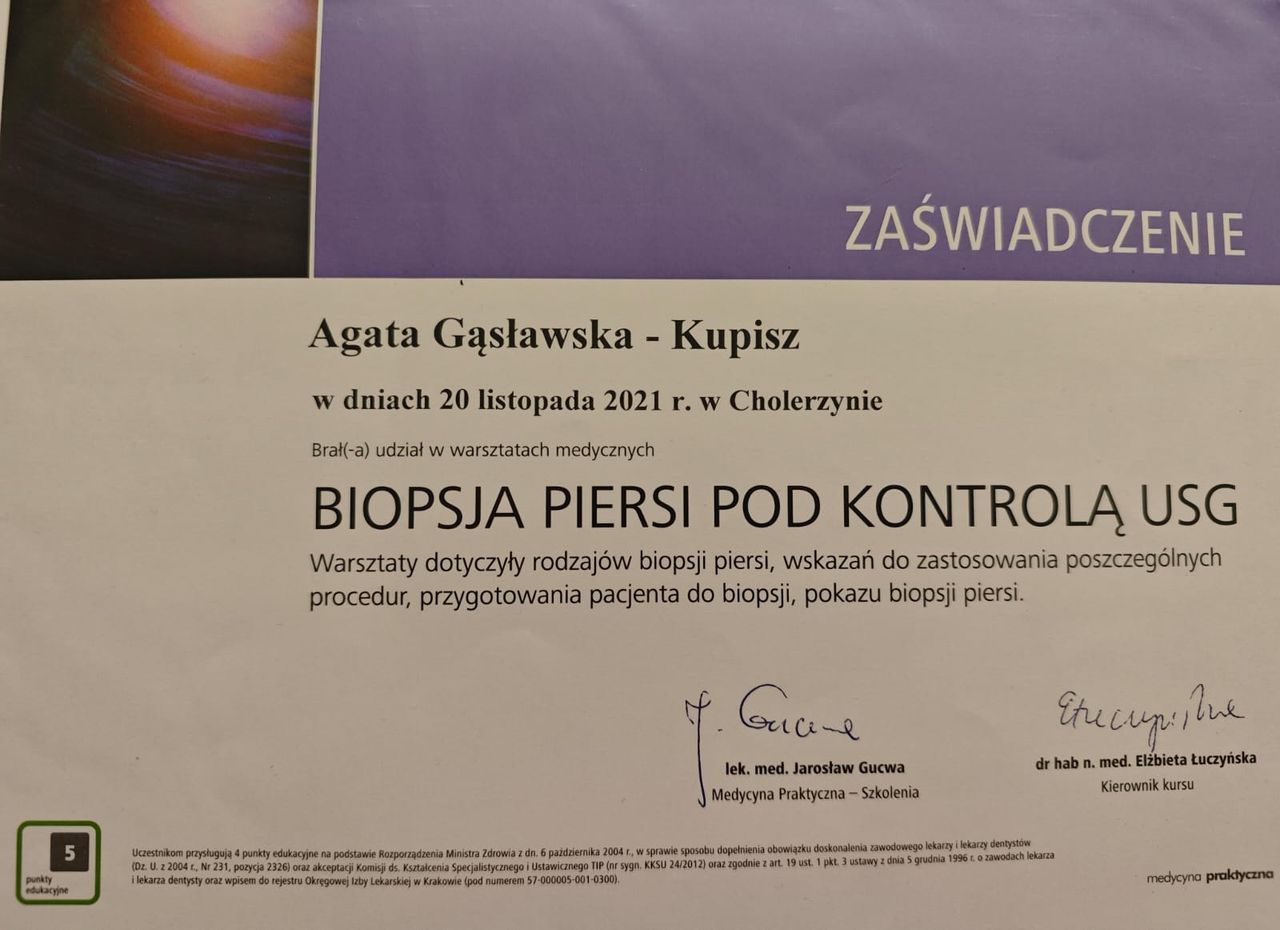 ZAŚWIADCZENIE
Agata Gąsławska - Kupisz
w dniach 20 listopada 2021 r. w Cholerzynie
Brał(-a) udział w warsztatach medycznych
BIOPSJA PIERSI POD KONTROLĄ USG
Warsztaty dotyczyły rodzajów biopsji piersi, wskazań do zastosowania poszczególnych
procedur, przygotowania pacjenta do biopsji, pokazu biopsji piersi.
J. Gucwa
lek. med. Jarosław Gucwa
Medycyna Praktyczna – Szkolenia
dr hab n. med. Elżbieta Łuczyńska
Kierownik kursu
5
punkty
edukacyjne
Uczestnikom przysługują 4 punkty edukacyjne na podstawie Rozporządzenia Ministra Zdrowia z dn. 6 października 2004 r., w sprawie sposobu dopełnienia obowiązku doskonalenia zawodowego lekarzy i lekarzy dentystów
(Dz. U. z 2004 r., Nr 231, pozycja 2326) oraz akceptacji Komisji ds. Kształcenia Specjalistycznego i Ustawicznego TIP (nr sygn. KKSU 24/2012) oraz zgodnie z art. 19 ust. 1 pkt. 3 ustawy z dnia 5 grudnia 1996 r. o zawodach lekarza
i lekarza dentysty oraz wpisem do rejestru Okręgowej Izby Lekarskiej w Krakowie (pod numerem 57-000005-001-0300).
medycyna praktyczna